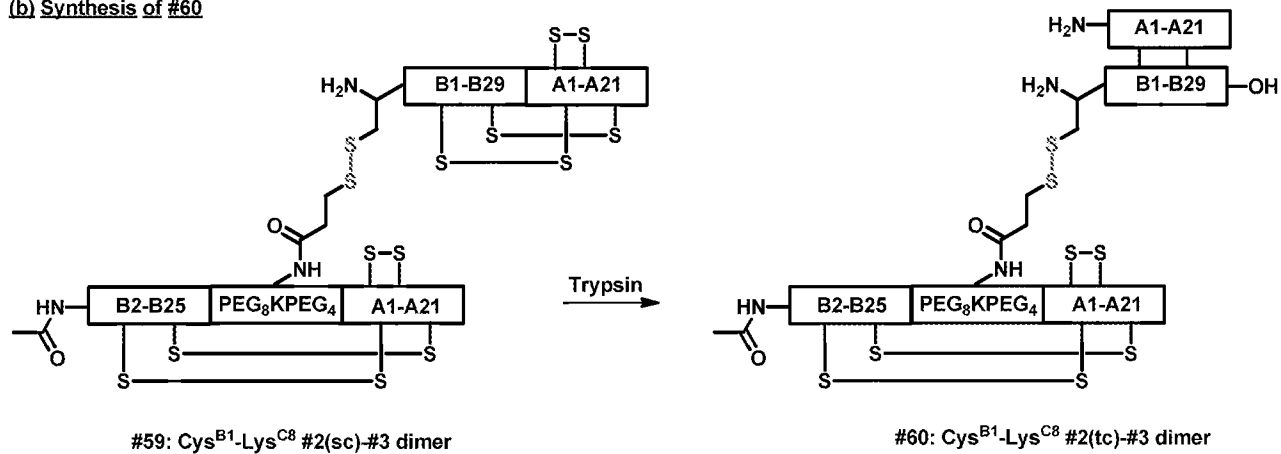 (b) Synthesis of #60
S–S
H₂N
B1-B29
A1-A21
S
S
S
S
S
S
O
NH
S–S
HN
B2-B25
PEG₈KPEG₄
A1-A21
O
S
S
S
S
#59: Cysᴮ¹-Lysᶜ⁸ #2(sc)-#3 dimer
Trypsin
H₂N
A1-A21
H₂N
B1-B29
OH
S
S
O
NH
S–S
HN
B2-B25
PEG₈KPEG₄
A1-A21
O
S
S
S
S
#60: Cysᴮ¹-Lysᶜ⁸ #2(tc)-#3 dimer